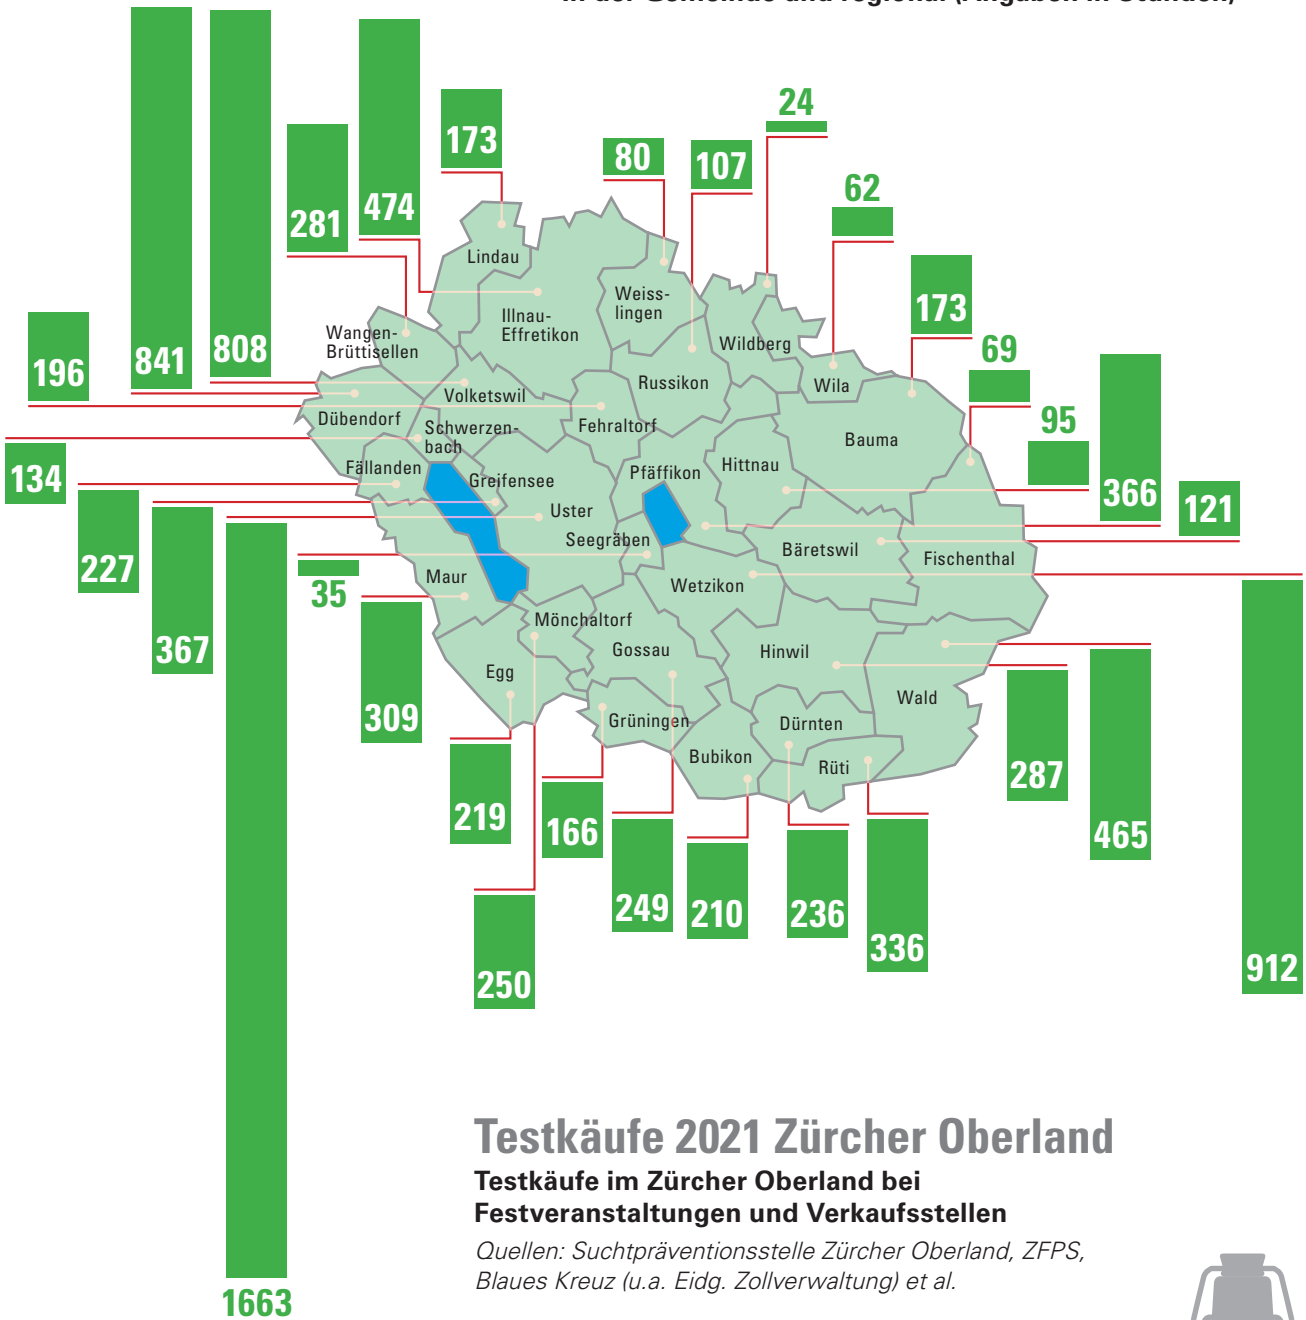 24
173
80
107
62
281
474
Lindau
Weiss-
lingen
173
Illnau-
Effretikon
Wangen-
Brüttisellen
Wildberg
69
196
841
808
Russikon
Wila
Volketswil
95
Dübendorf
Schwerzen-
bach
Fehraltorf
Bauma
134
Fällanden
Greifensee
Pfäffikon
Hittnau
366
121
227
Uster
Seegräben
Bäretswil
Fischenthal
35
Maur
Wetzikon
367
Mönchaltorf
Gossau
Hinwil
309
Egg
Wald
Grüningen
Dürnten
Bubikon
Rüti
287
219
166
465
249
210
236
336
912
250
1663
Testkäufe 2021 Zürcher Oberland
Testkäufe im Zürcher Oberland bei
Festveranstaltungen und Verkaufsstellen
Quellen: Suchtpräventionsstelle Zürcher Oberland, ZFPS,
Blaues Kreuz (u.a. Eidg. Zollverwaltung) et al.